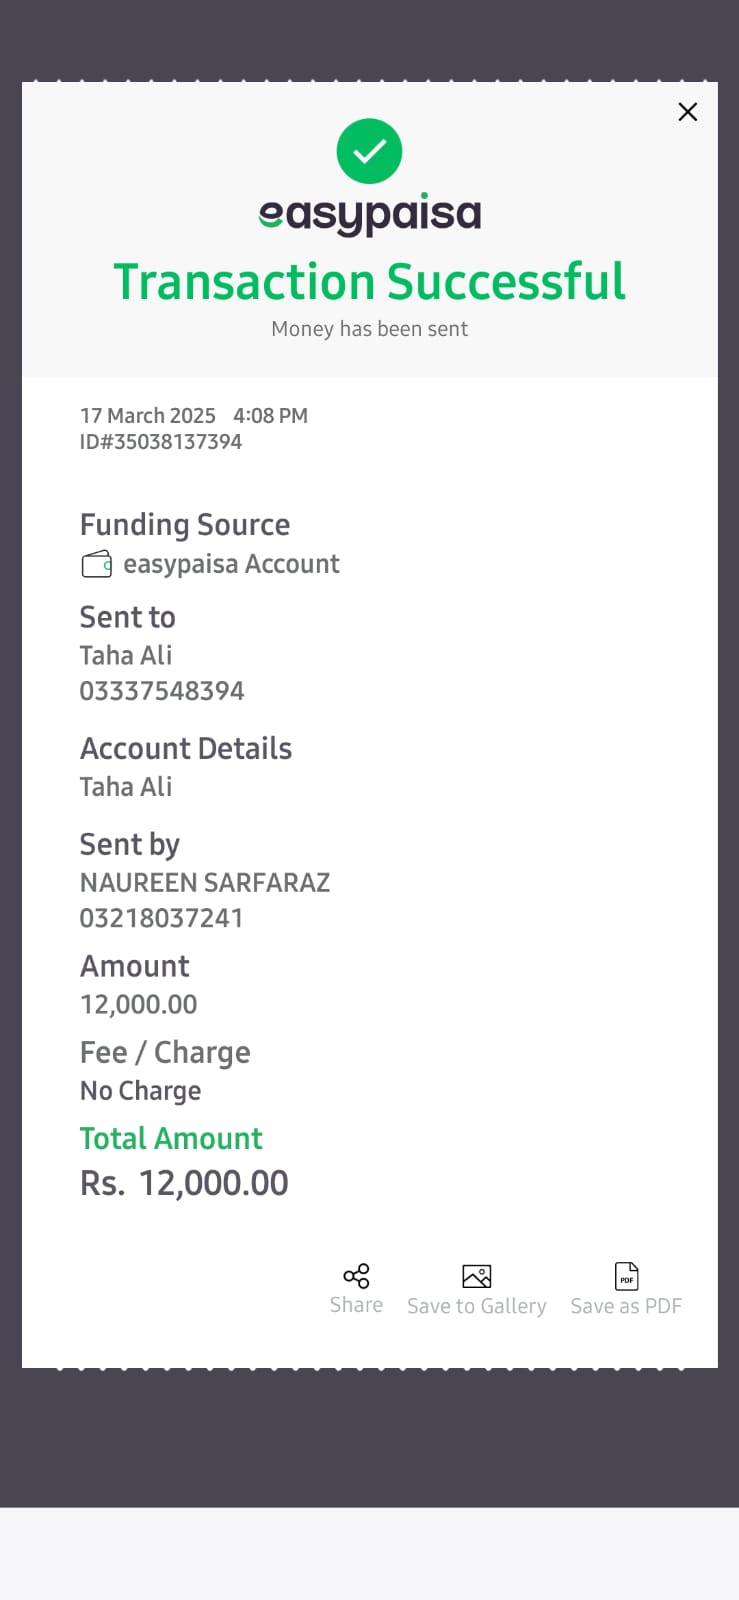 easypaisa
Transaction Successful
Money has been sent
17 March 2025 4:08 PM
ID#35038137394
Funding Source
easypaisa Account
Sent to
Taha Ali
03337548394
Account Details
Taha Ali
Sent by
NAUREEN SARFARAZ
03218037241
Amount
12,000.00
Fee / Charge
No Charge
Total Amount
Rs. 12,000.00
PDF
Share Save to Gallery Save as PDF